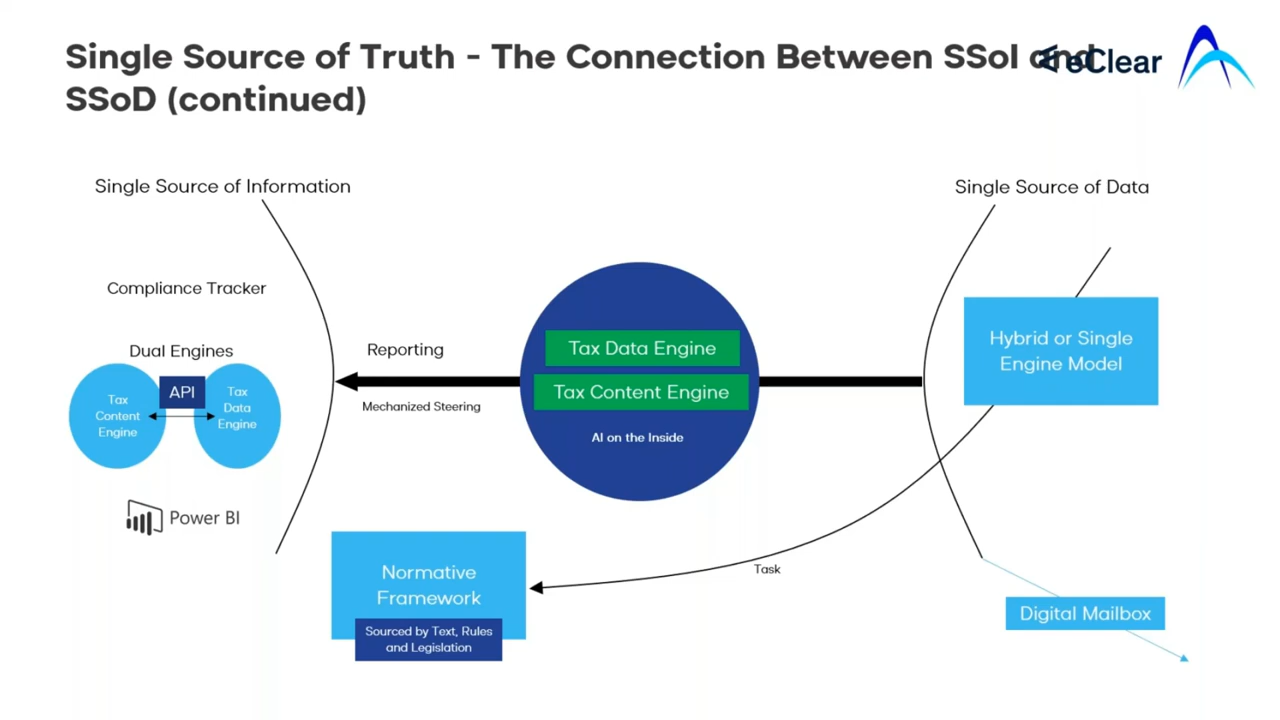 Single Source of Truth - The Connection Between SSoI and
SSoD (continued)
eClear
Single Source of Information
Single Source of Data
Compliance Tracker
Dual Engines
Tax
Content
Engine
API
Tax
Data
Engine
Power BI
Reporting
Mechanized Steering
Tax Data Engine
Tax Content Engine
AI on the Inside
Hybrid or Single
Engine Model
Normative
Framework
Sourced by Text, Rules
and Legislation
Task
Digital Mailbox